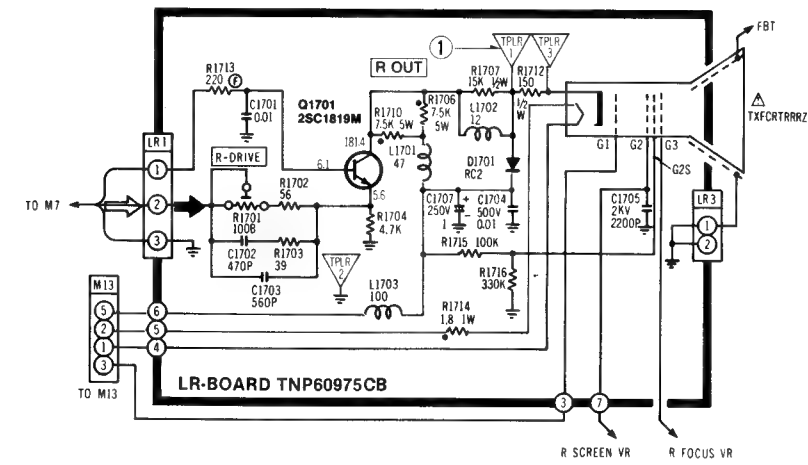 FBT
R OUT
1
TPLR 1
TPLR 3
R1707
15K ½W
R1712
150
½ W
R1713
220 F
C1701
0.01
Q1701
2SC1819M
R1710
7.5K 5W
R1706
7.5K
5W
L1702
12
181.4
TXFCRTRRRZ
G1
G2
G3
G2S
LR1
R-DRIVE
6.1
L1701
47
D1701
RC2
LR3
1
1
2
TO M7
2
R1702
56
5.6
R1701
100B
R1704
4.7K
C1707
250V
1
+
-
C1704
500V
0.01
C1705
2KV
2200P
3
C1702
470P
R1703
39
R1715 100K
C1703
560P
TPLR 2
R1716
330K
M13
L1703
100
5
6
R1714
1.8 1W
2
5
1
4
3
LR-BOARD TNP60975CB
TO M13
3
7
R SCREEN VR
R FOCUS VR